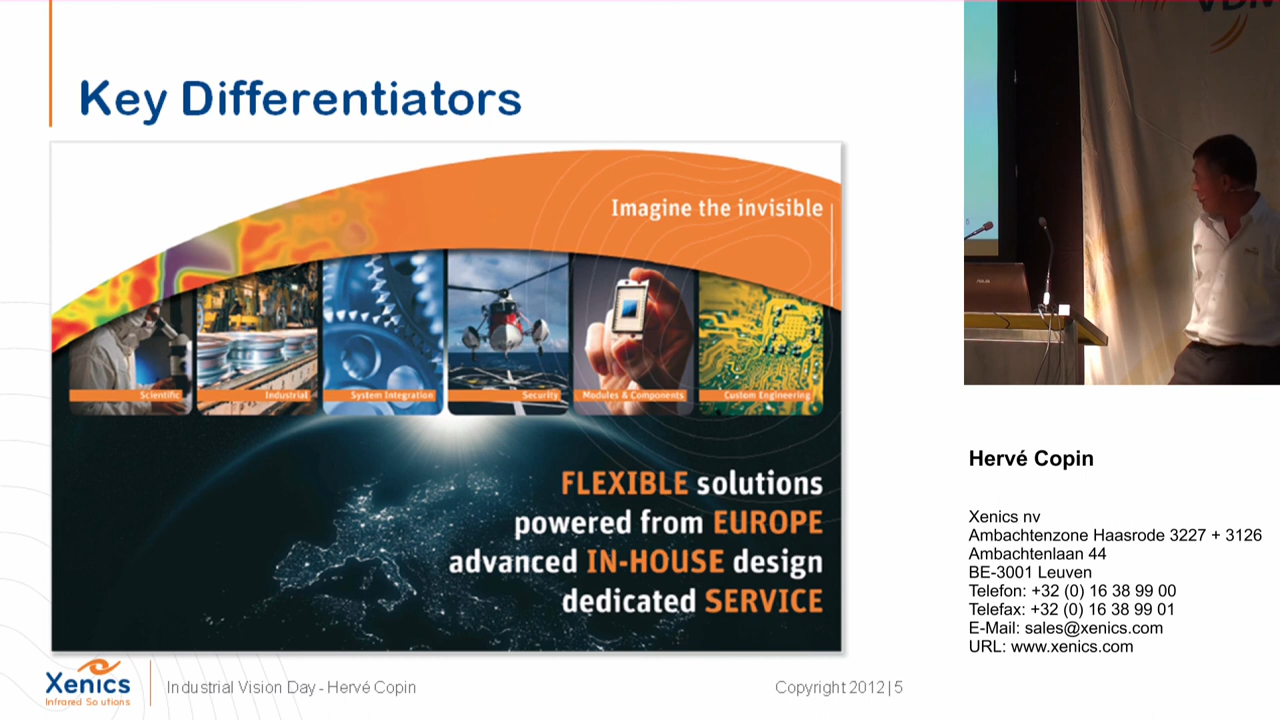 Key Differentiators
Imagine the invisible
Scientific
Industrial
System Integration
Security
Modules & Components
Custom Engineering
FLEXIBLE solutions
powered from EUROPE
advanced IN-HOUSE design
dedicated SERVICE
Xenics
Infrared Solutions
Industrial Vision Day - Hervé Copin
Copyright 2012 | 5
Hervé Copin
Xenics nv
Ambachtenzone Haasrode 3227 + 3126
Ambachtenlaan 44
BE-3001 Leuven
Telefon: +32 (0) 16 38 99 00
Telefax: +32 (0) 16 38 99 01
E-Mail: sales@xenics.com
URL: www.xenics.com